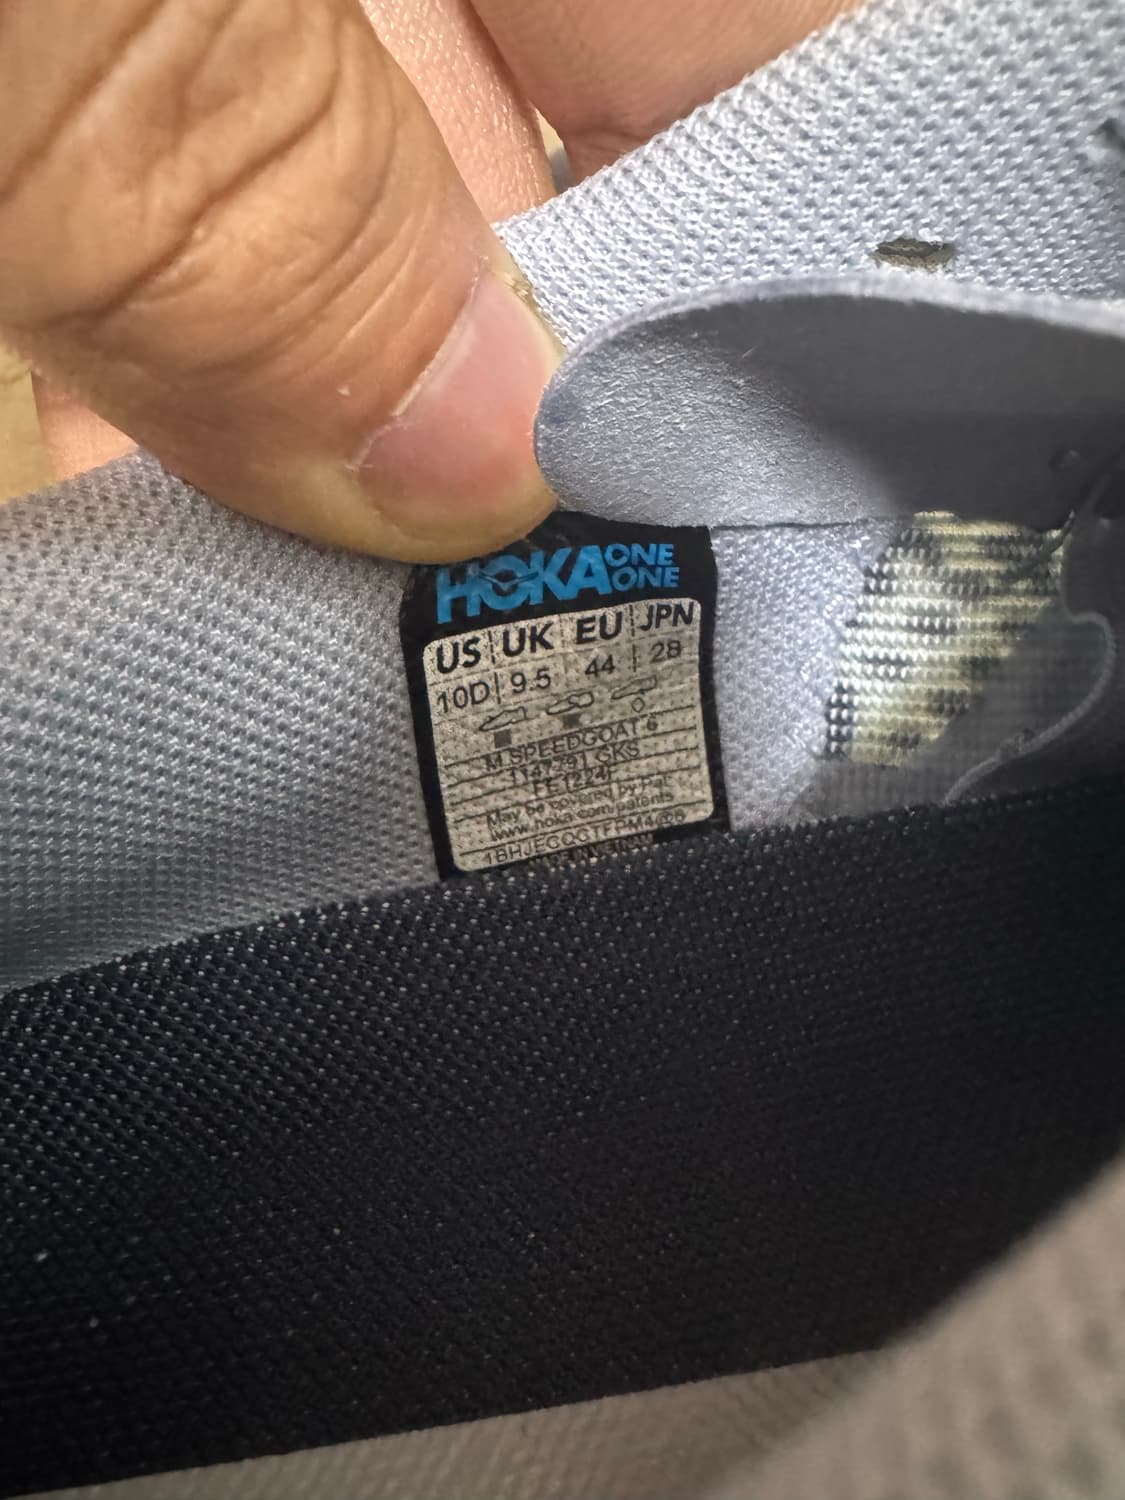 HOKA ONE ONE
US UK EU JPN
10D 9.5 44 28
M SPEEDGOAT 6
1147791 GKS
FE1224I
May be covered by Pat.
www.hoka.com/patents